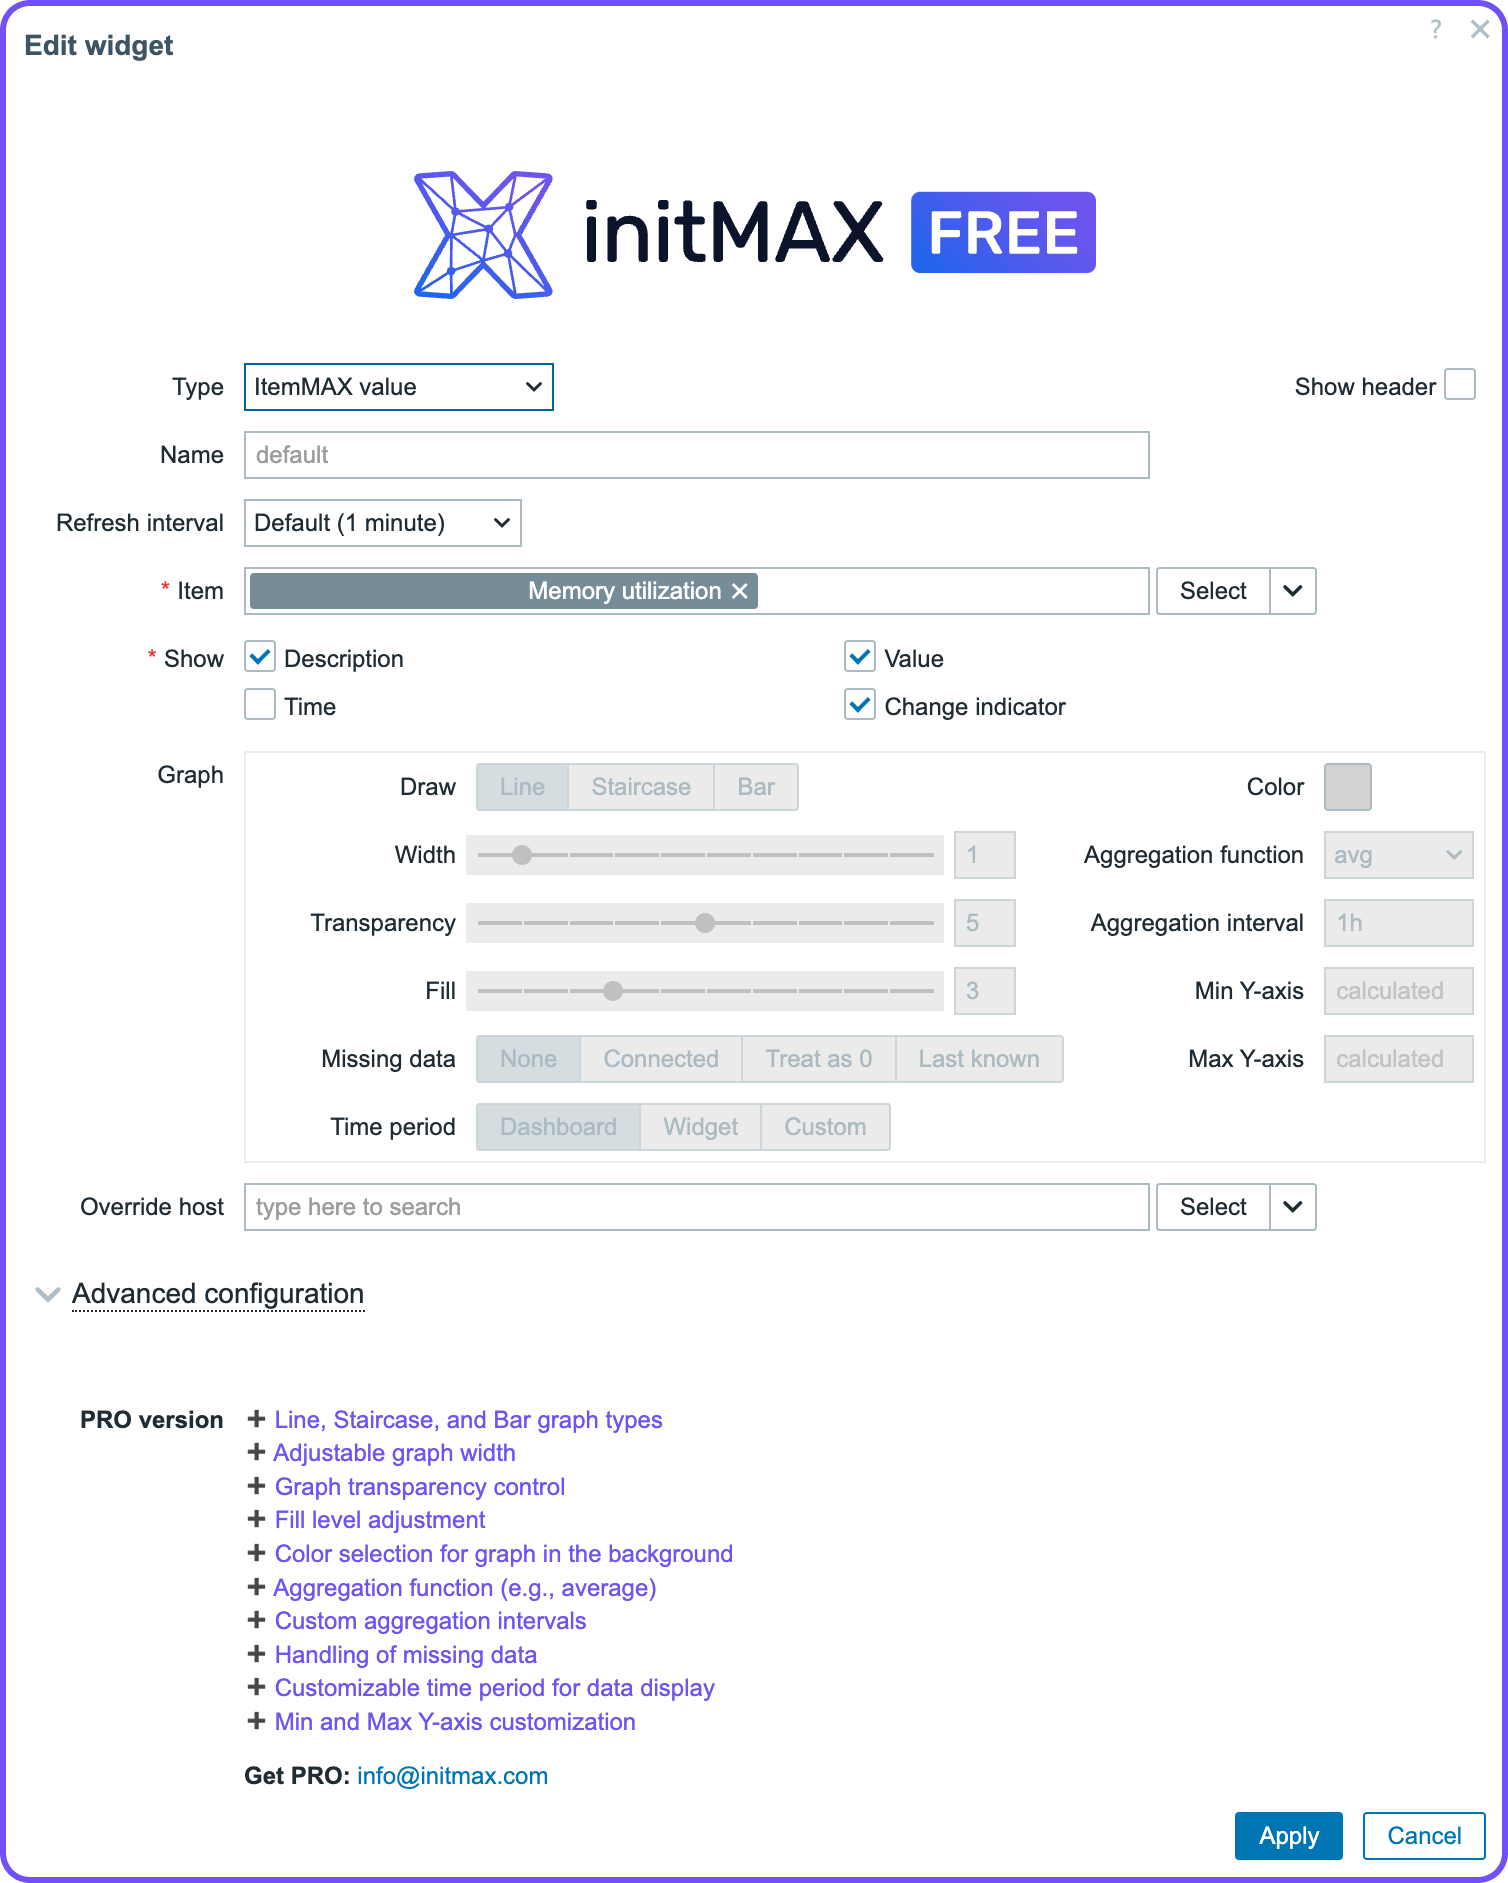 Edit widget
?
initMAX FREE
Type ItemMAX value Show header
Name default
Refresh interval Default (1 minute)
* Item Memory utilization Select
* Show Description Value
Time Change indicator
Graph Draw Line Staircase Bar Color
Width 1 Aggregation function avg
Transparency 5 Aggregation interval 1h
Fill 3 Min Y-axis calculated
Missing data None Connected Treat as 0 Last known Max Y-axis calculated
Time period Dashboard Widget Custom
Override host type here to search Select
Advanced configuration
PRO version + Line, Staircase, and Bar graph types
+ Adjustable graph width
+ Graph transparency control
+ Fill level adjustment
+ Color selection for graph in the background
+ Aggregation function (e.g., average)
+ Custom aggregation intervals
+ Handling of missing data
+ Customizable time period for data display
+ Min and Max Y-axis customization
Get PRO: info@initmax.com
Apply Cancel